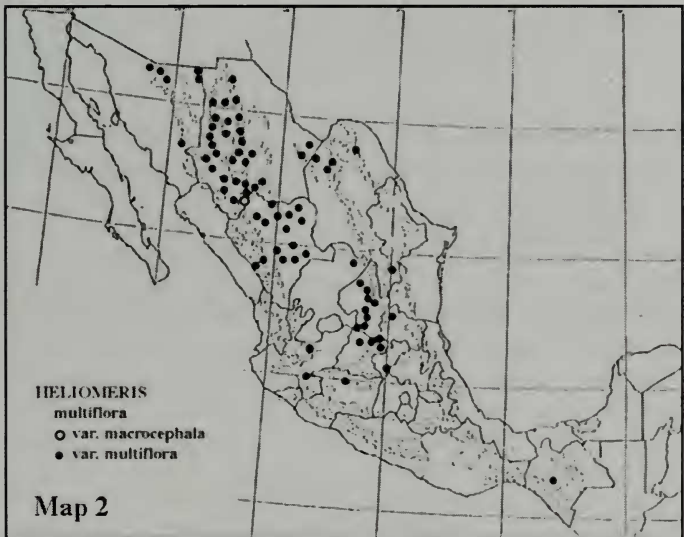 HELIOMERIS
multiflora
o var. macrocephala
● var. multiflora
Map 2